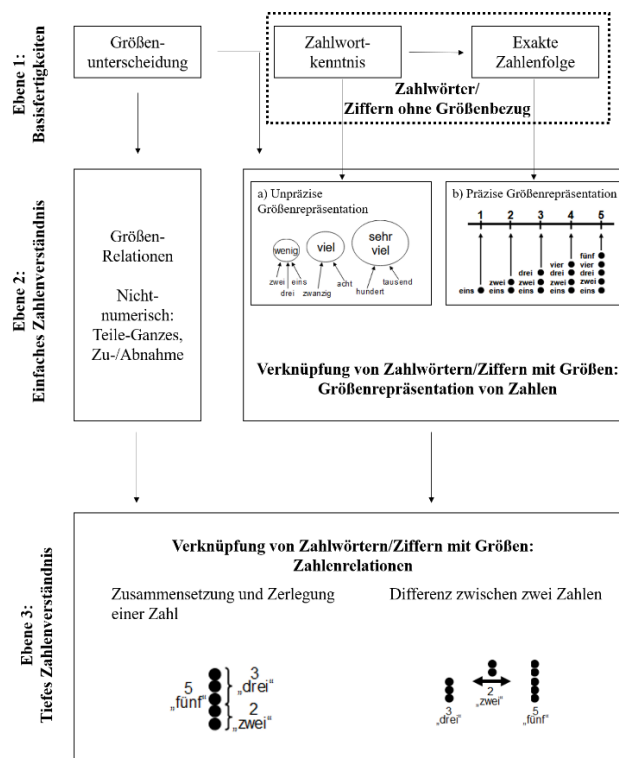 Ebene 1:
Basisfertigkeiten
Größen-
unterscheidung
Zahlwort-
kenntnis
Exakte
Zahlenfolge
Zahlwörter/
Ziffern ohne Größenbezug
Ebene 2:
Einfaches Zahlenverständnis
Größen-
Relationen
Nicht-
numerisch:
Teile-Ganzes,
Zu-/Abnahme
a) Unpräzise
Größenrepräsentation
wenig
viel
sehr
viel
zwei
eins
drei
zwanzig
acht
hundert
tausend
b) Präzise Größenrepräsentation
1 2 3 4 5
fünf
vier vier
drei drei drei
zwei zwei zwei zwei
eins eins eins eins eins
Verknüpfung von Zahlwörtern/Ziffern mit Größen:
Größenrepräsentation von Zahlen
Ebene 3:
Tiefes Zahlenverständnis
Verknüpfung von Zahlwörtern/Ziffern mit Größen:
Zahlenrelationen
Zusammensetzung und Zerlegung
einer Zahl
5
„fünf“
3
„drei“
2
„zwei“
Differenz zwischen zwei Zahlen
3
„drei“
2
„zwei“
5
„fünf“